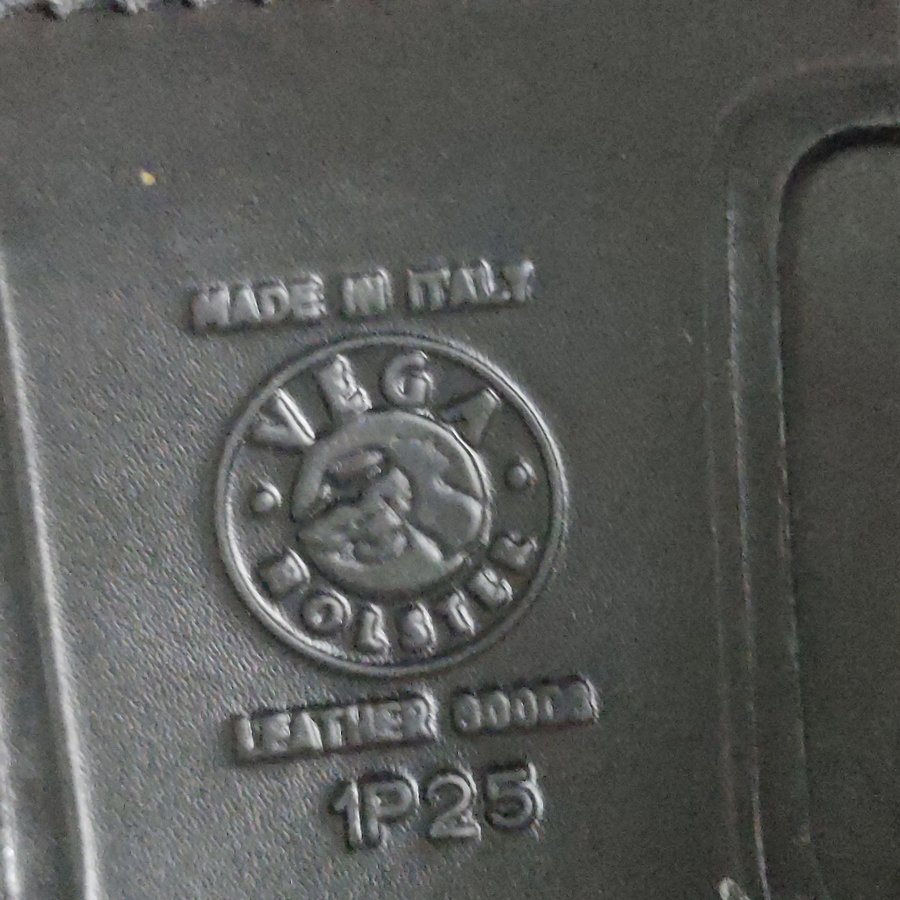 MADE IN ITALY
VEGA
HOLSTER
LEATHER GOODS
1P25